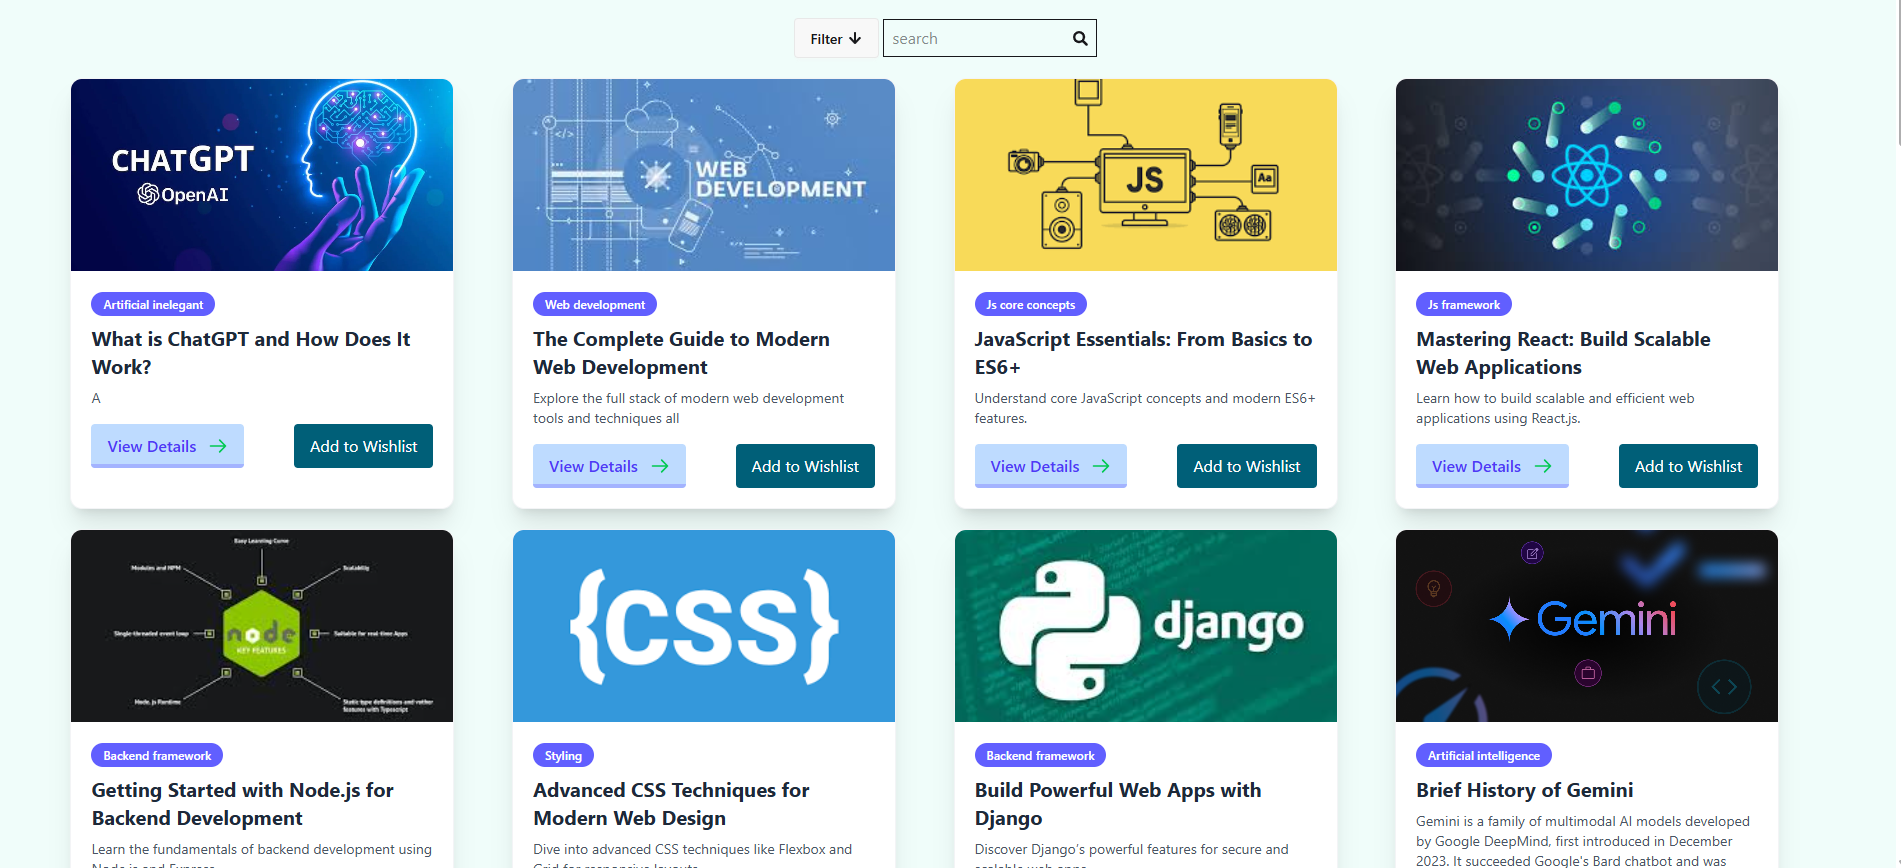 Filter
search
CHATGPT
OpenAI
WEB
DEVELOPMENT
</>
JS
Aa
Artificial inelegant
What is ChatGPT and How Does It
Work?
A
View Details
Add to Wishlist
Web development
The Complete Guide to Modern
Web Development
Explore the full stack of modern web development
tools and techniques all
View Details
Add to Wishlist
Js core concepts
JavaScript Essentials: From Basics to
ES6+
Understand core JavaScript concepts and modern ES6+
features.
View Details
Add to Wishlist
Js framework
Mastering React: Build Scalable
Web Applications
Learn how to build scalable and efficient web
applications using React.js.
View Details
Add to Wishlist
Easy Learning Curve
Modules and NPM
Scalability
Single-threaded event loop
node
KEY FEATURES
Suitable for real-time Apps
Node.js Runtime
Static type definitions and rother
features with Typescript
{CSS}
django
Gemini
Backend framework
Getting Started with Node.js for
Backend Development
Learn the fundamentals of backend development using
Node.js and Express.
Styling
Advanced CSS Techniques for
Modern Web Design
Dive into advanced CSS techniques like Flexbox and
Grid for responsive layouts.
Backend framework
Build Powerful Web Apps with
Django
Discover Django's powerful features for secure and
scalable web apps.
Artificial intelligence
Brief History of Gemini
Gemini is a family of multimodal AI models developed
by Google DeepMind, first introduced in December
2023. It succeeded Google's Bard chatbot and was